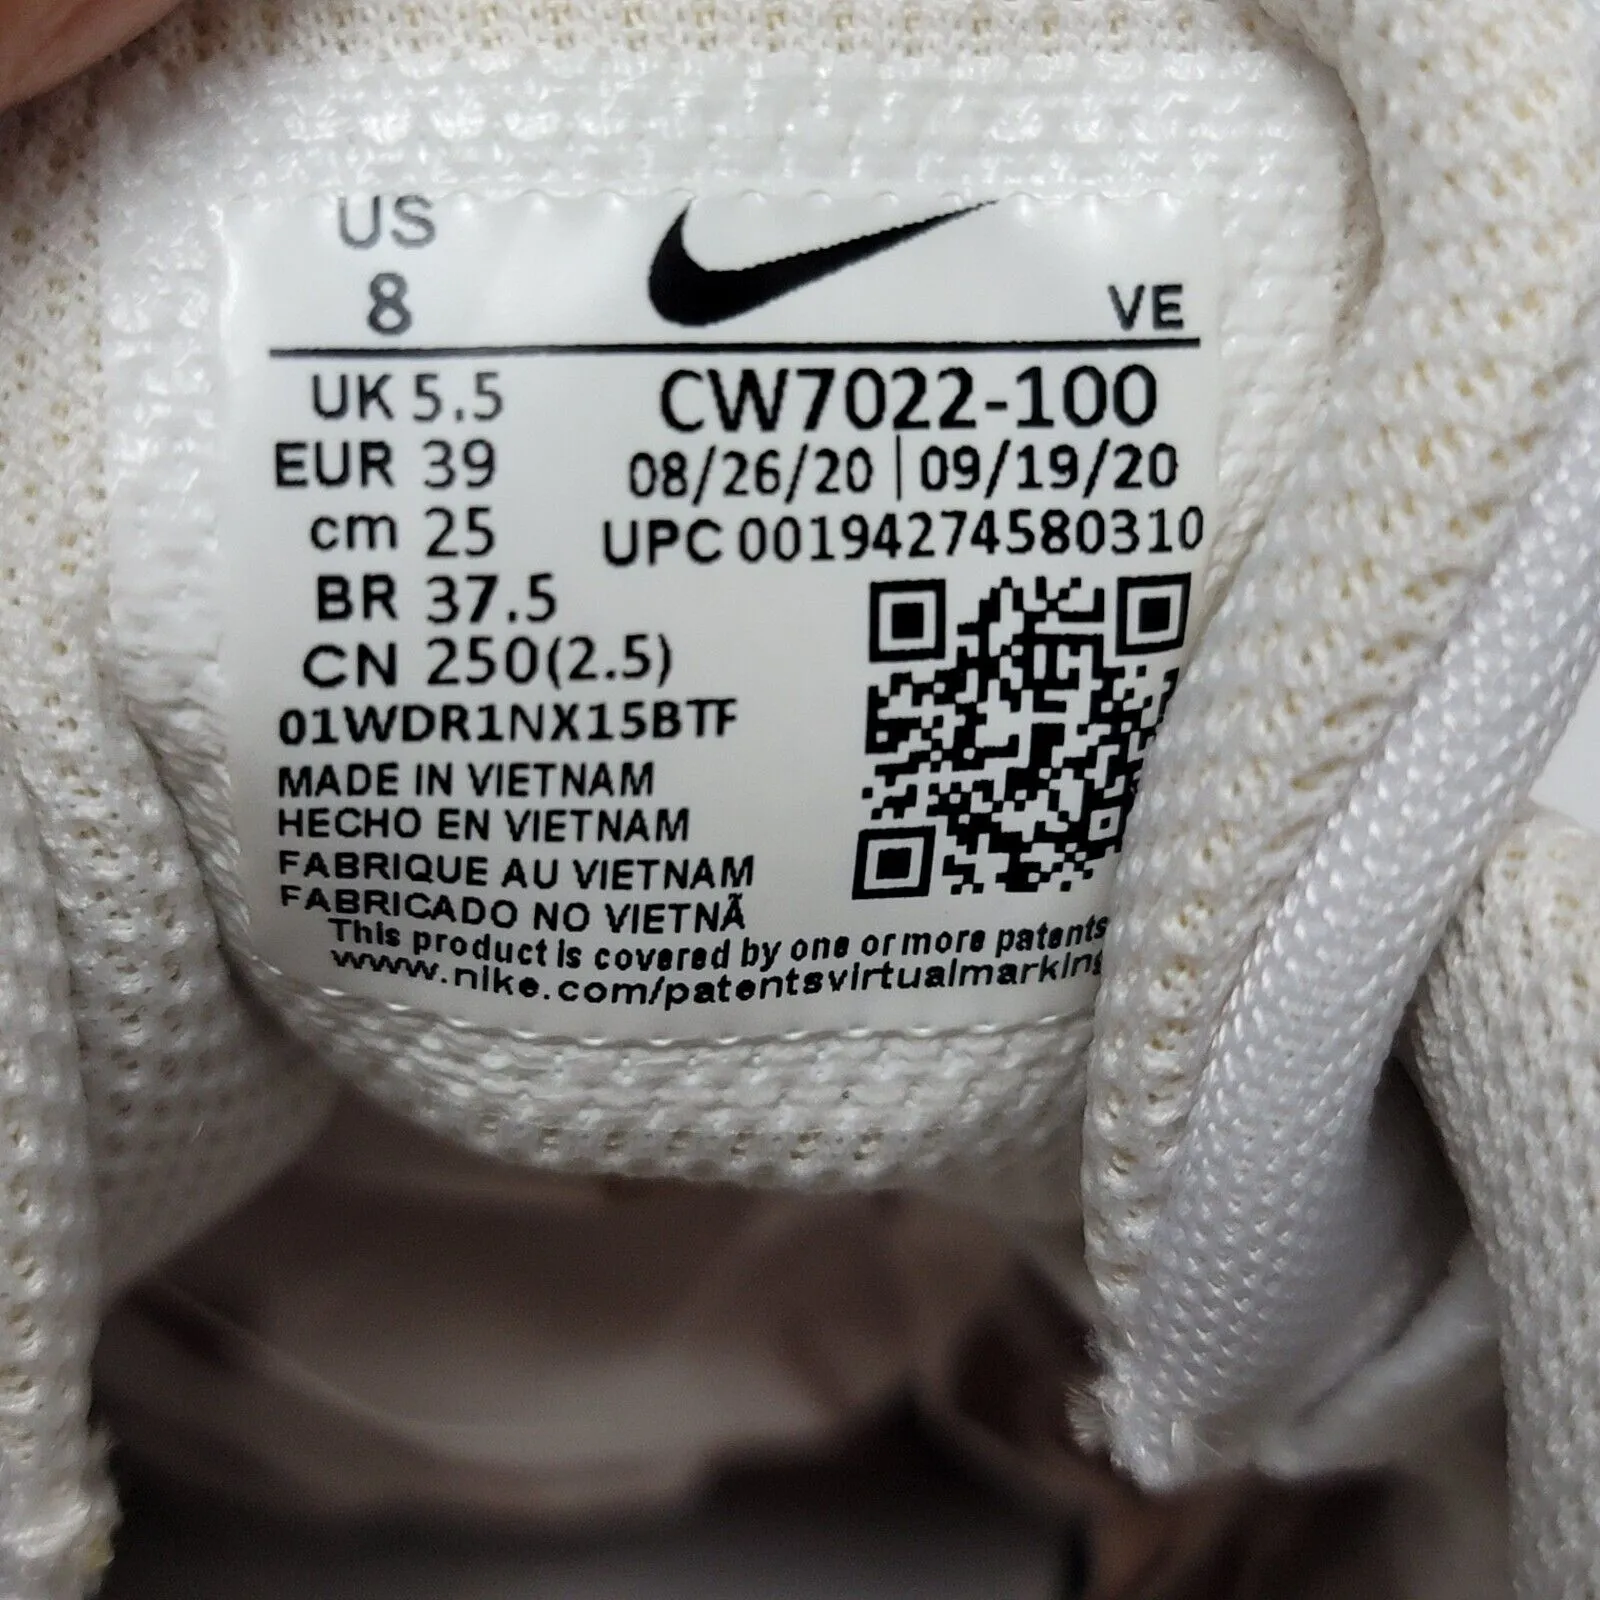 US
8
VE
UK 5.5
CW7022-100
EUR 39
08/26/20 | 09/19/20
cm 25
UPC 00194274580310
BR 37.5
CN 250(2.5)
01WDR1NX15BTF
MADE IN VIETNAM
HECHO EN VIETNAM
FABRIQUE AU VIETNAM
FABRICADO NO VIETNÃ
This product is covered by one or more patents
www.nike.com/patentsvirtualmarking